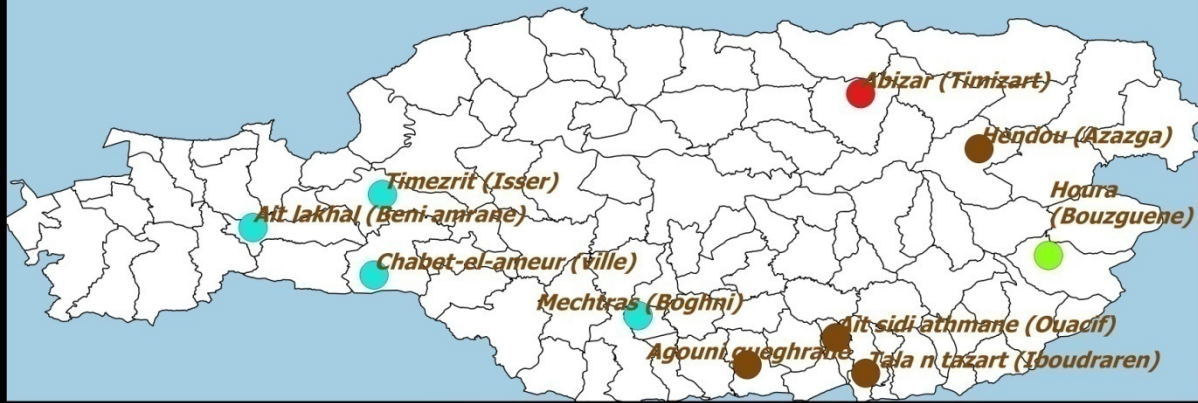 Abizar (Timizart)
Hendou (Azazga)
Timezrit (Isser)
Houra
(Bouzguene)
Ait lakhal (Beni amrane)
Chabet-el-ameur (ville)
Mechtras (Boghni)
Ait sidi athmane (Ouacif)
Agouni gueghrane
Tala n tazart (Iboudraren)